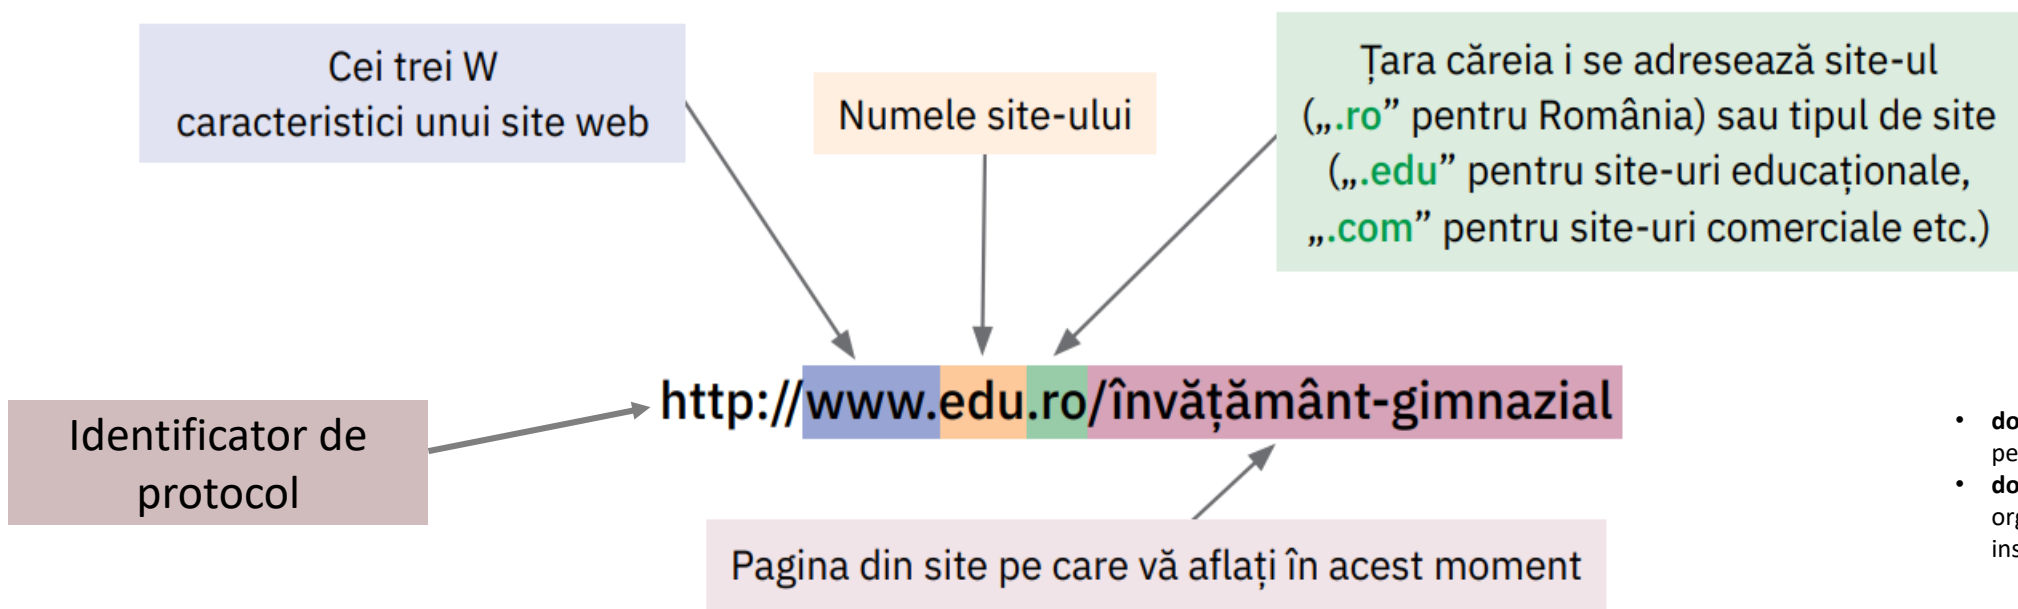 Cei trei W
caracteristici unui site web
Numele site-ului
Țara căreia i se adresează site-ul
(„.ro” pentru România) sau tipul de site
(„.edu” pentru site-uri educaționale,
„.com” pentru site-uri comerciale etc.)
http://www.edu.ro/învățământ-gimnazial
Identificator de
protocol
Pagina din site pe care vă aflați în acest moment